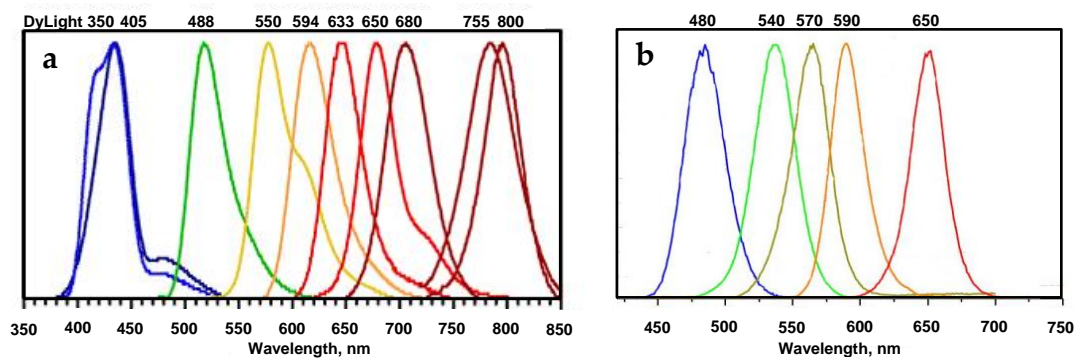 DyLight 350 405 488 550 594 633 650 680 755 800
a
350 400 450 500 550 600 650 700 750 800 850
Wavelength, nm
480 540 570 590 650
b
450 500 550 600 650 700 750
Wavelength, nm